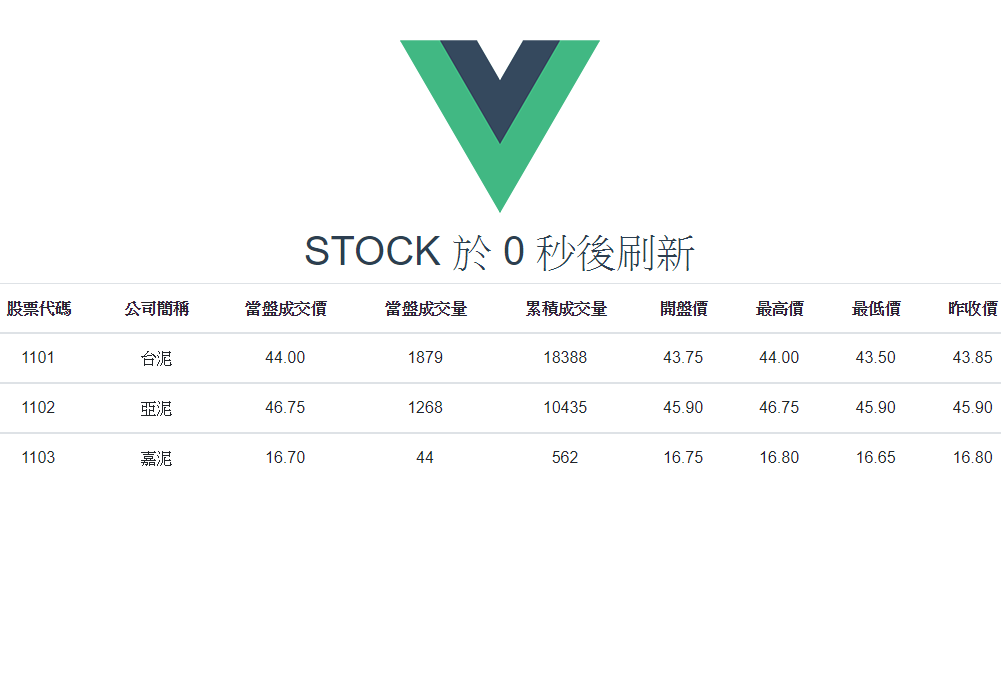 STOCK 於 0 秒後刷新
股票代碼 公司簡稱 當盤成交價 當盤成交量 累積成交量 開盤價 最高價 最低價 昨收價
1101 台泥 44.00 1879 18388 43.75 44.00 43.50 43.85
1102 亞泥 46.75 1268 10435 45.90 46.75 45.90 45.90
1103 嘉泥 16.70 44 562 16.75 16.80 16.65 16.80